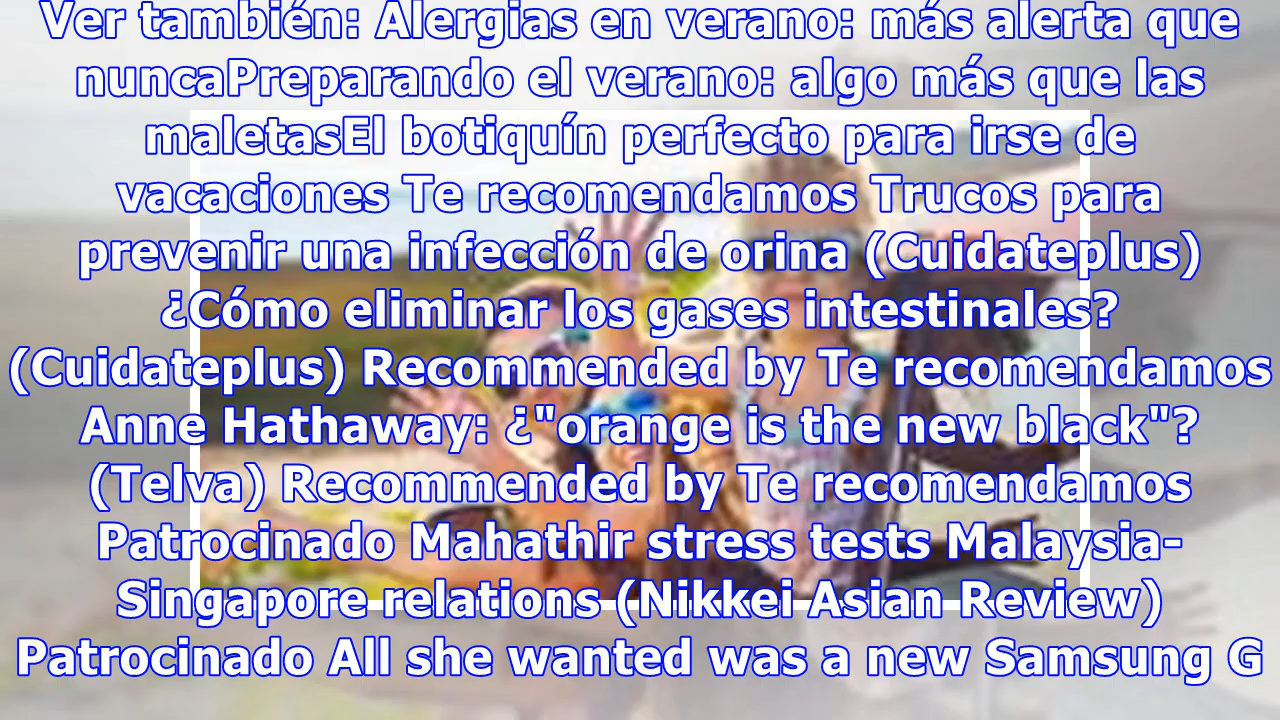 Ver también: Alergias en verano: más alerta que
nuncaPreparando el verano: algo más que las
maletasEl botiquín perfecto para irse de
vacaciones Te recomendamos Trucos para
prevenir una infección de orina (Cuidateplus)
¿Cómo eliminar los gases intestinales?
(Cuidateplus) Recommended by Te recomendamos
Anne Hathaway: ¿"orange is the new black"?
(Telva) Recommended by Te recomendamos
Patrocinado Mahathir stress tests Malaysia-
Singapore relations (Nikkei Asian Review)
Patrocinado All she wanted was a new Samsung G